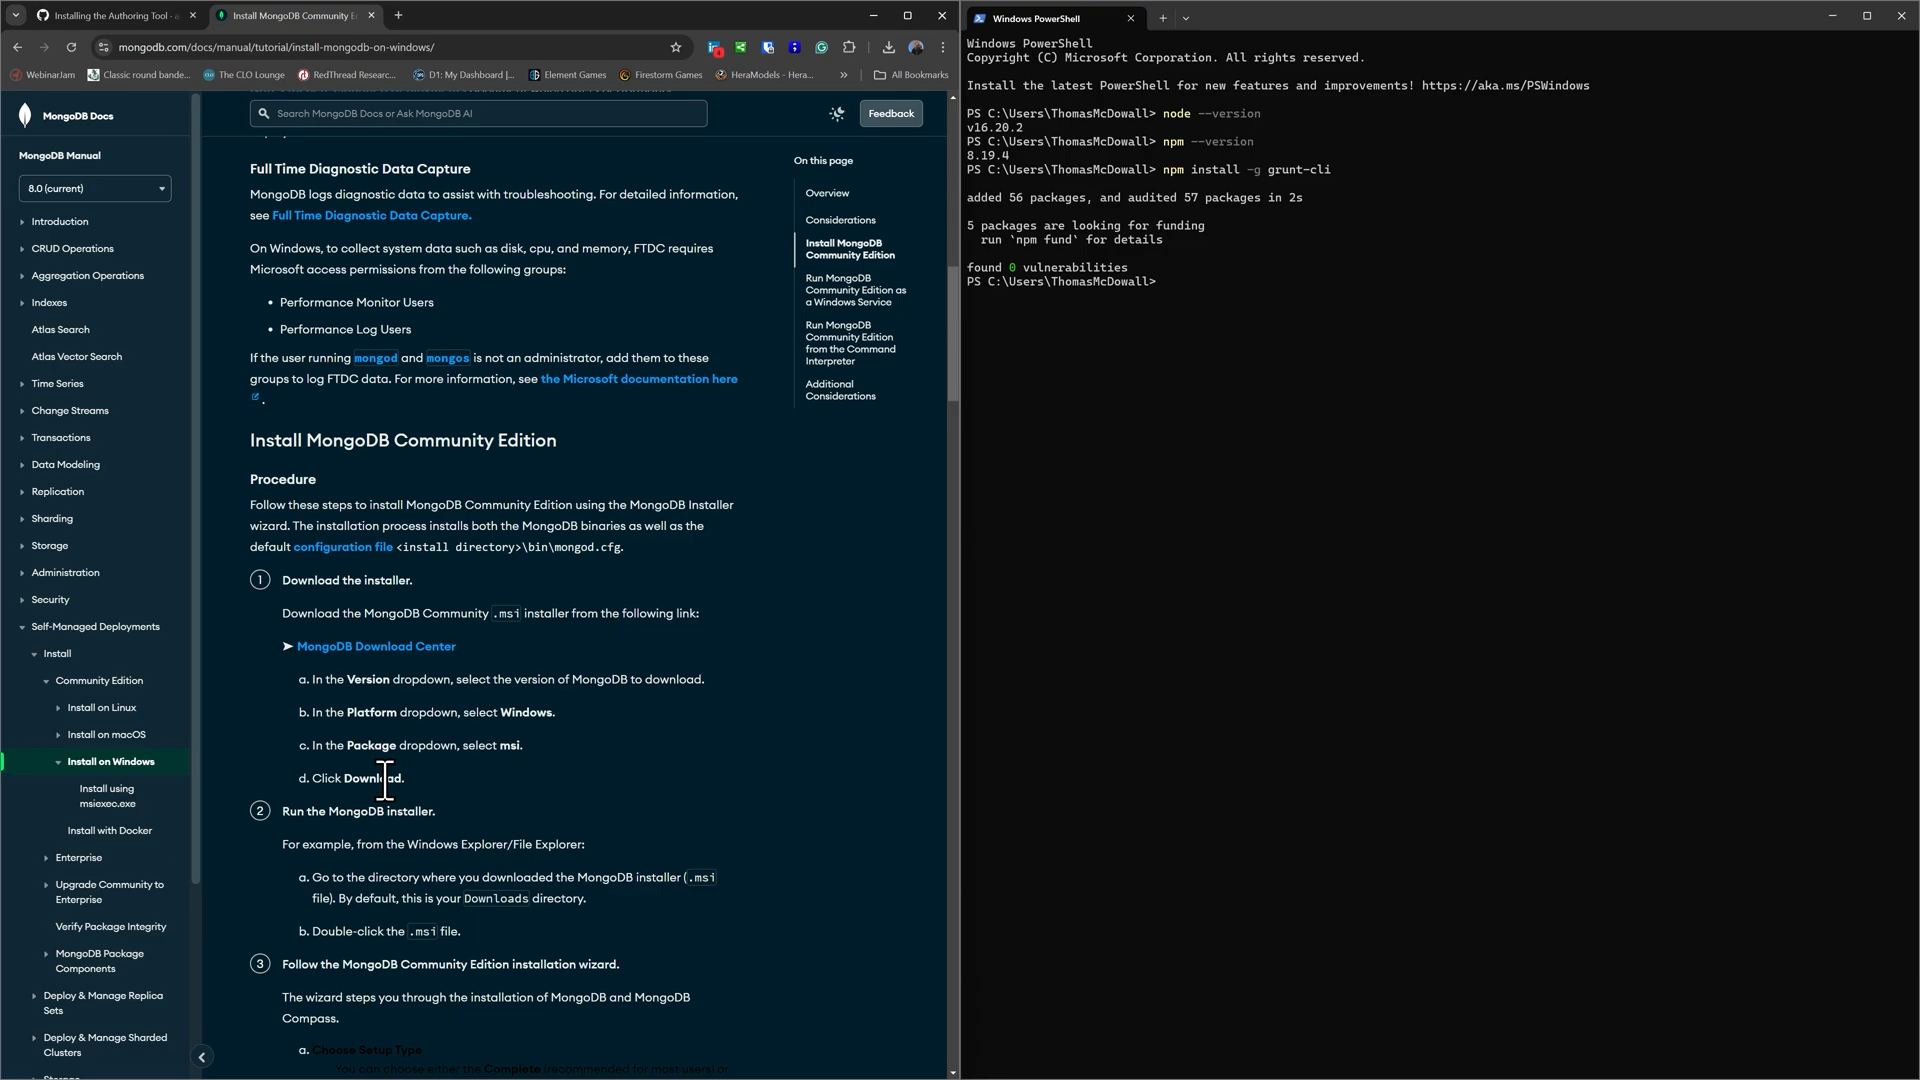 Installing the Authoring Tool - a
Install MongoDB Community E
mongodb.com/docs/manual/tutorial/install-mongodb-on-windows/
WebinarJam
Classic round bande...
The CLO Lounge
RedThread Researc...
D1: My Dashboard |...
Element Games
Firestorm Games
HeraModels - Hera...
»
All Bookmarks
MongoDB Docs
Search MongoDB Docs or Ask MongoDB AI
Feedback
MongoDB Manual
8.0 (current)
Introduction
CRUD Operations
Aggregation Operations
Indexes
Atlas Search
Atlas Vector Search
Time Series
Change Streams
Transactions
Data Modeling
Replication
Sharding
Storage
Administration
Security
Self-Managed Deployments
Install
Community Edition
Install on Linux
Install on macOS
Install on Windows
Install using
msiexec.exe
Install with Docker
Enterprise
Upgrade Community to
Enterprise
Verify Package Integrity
MongoDB Package
Components
Deploy & Manage Replica
Sets
Deploy & Manage Sharded
Clusters
Storage
Full Time Diagnostic Data Capture
MongoDB logs diagnostic data to assist with troubleshooting. For detailed information,
see Full Time Diagnostic Data Capture.
On Windows, to collect system data such as disk, cpu, and memory, FTDC requires
Microsoft access permissions from the following groups:
• Performance Monitor Users
• Performance Log Users
If the user running mongod and mongos is not an administrator, add them to these
groups to log FTDC data. For more information, see the Microsoft documentation here
.
Install MongoDB Community Edition
Procedure
Follow these steps to install MongoDB Community Edition using the MongoDB Installer
wizard. The installation process installs both the MongoDB binaries as well as the
default configuration file <install directory>\bin\mongod.cfg.
1 Download the installer.
Download the MongoDB Community .msi installer from the following link:
➤ MongoDB Download Center
a. In the Version dropdown, select the version of MongoDB to download.
b. In the Platform dropdown, select Windows.
c. In the Package dropdown, select msi.
d. Click Download.
2 Run the MongoDB installer.
For example, from the Windows Explorer/File Explorer:
a. Go to the directory where you downloaded the MongoDB installer (.msi
file). By default, this is your Downloads directory.
b. Double-click the .msi file.
3 Follow the MongoDB Community Edition installation wizard.
The wizard steps you through the installation of MongoDB and MongoDB
Compass.
a. Choose Setup Type
You can choose either the Complete (recommended for most users) or
On this page
Overview
Considerations
Install MongoDB
Community Edition
Run MongoDB
Community Edition as
a Windows Service
Run MongoDB
Community Edition
from the Command
Interpreter
Additional
Considerations
Windows PowerShell
Windows PowerShell
Copyright (C) Microsoft Corporation. All rights reserved.
Install the latest PowerShell for new features and improvements! https://aka.ms/PSWindows
PS C:\Users\ThomasMcDowall> node --version
v16.20.2
PS C:\Users\ThomasMcDowall> npm --version
8.19.4
PS C:\Users\ThomasMcDowall> npm install -g grunt-cli
added 56 packages, and audited 57 packages in 2s
5 packages are looking for funding
run `npm fund` for details
found 0 vulnerabilities
PS C:\Users\ThomasMcDowall>